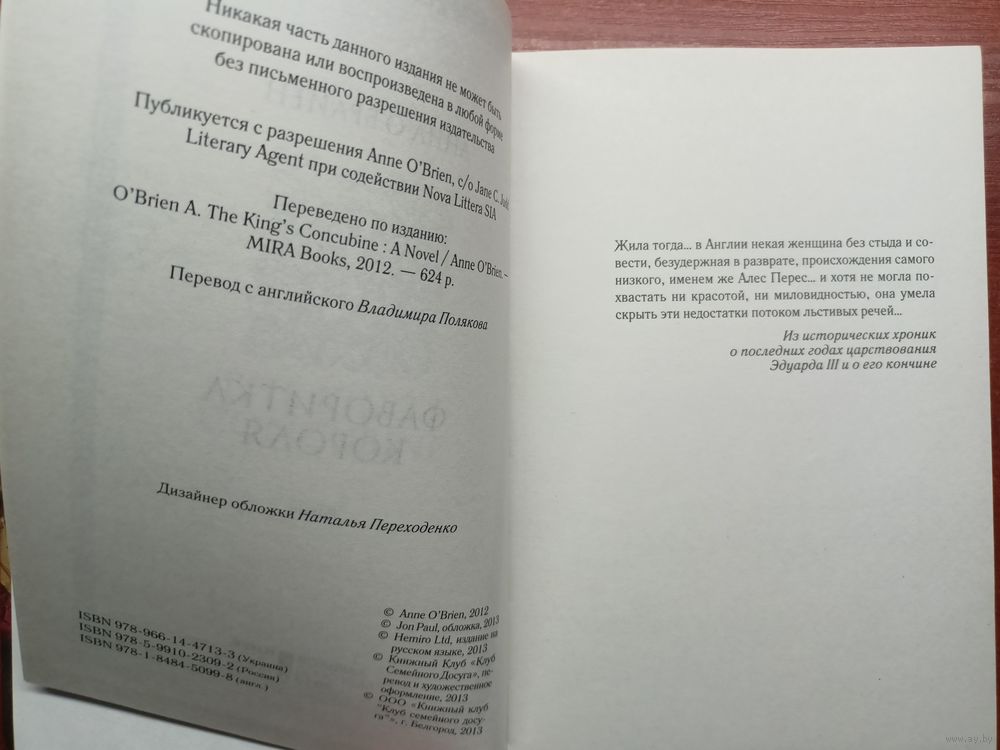 Никакая часть данного издания не может быть
скопирована или воспроизведена в любой форме
без письменного разрешения издательства
Публикуется с разрешения Anne O'Brien, c/o Jane C. Judd
Literary Agent при содействии Nova Littera SIA
Переведено по изданию:
O'Brien A. The King's Concubine : A Novel / Anne O'Brien. –
MIRA Books, 2012. — 624 p.
Перевод с английского Владимира Полякова
ФАВОРИТКА
КОРОЛЯ
Дизайнер обложки Наталья Переходенко
ISBN 978-966-14-4713-3 (Украина)
ISBN 978-5-9910-2309-2 (Россия)
ISBN 978-1-8484-5099-8 (англ.)
© Anne O'Brien, 2012
© Jon Paul, обложка, 2013
© Hemiro Ltd, издание на
русском языке, 2013
© Книжный Клуб «Клуб
Семейного Досуга», пе-
ревод и художественное
оформление, 2013
© ООО «Книжный клуб
"Клуб семейного досу-
га"», г. Белгород, 2013
Жила тогда... в Англии некая женщина без стыда и со-
вести, безудержная в разврате, происхождения самого
низкого, именем же Алес Перес... и хотя не могла по-
хвастать ни красотой, ни миловидностью, она умела
скрыть эти недостатки потоком льстивых речей...
Из исторических хроник
о последних годах царствования
Эдуарда III и о его кончине
www.ay.by